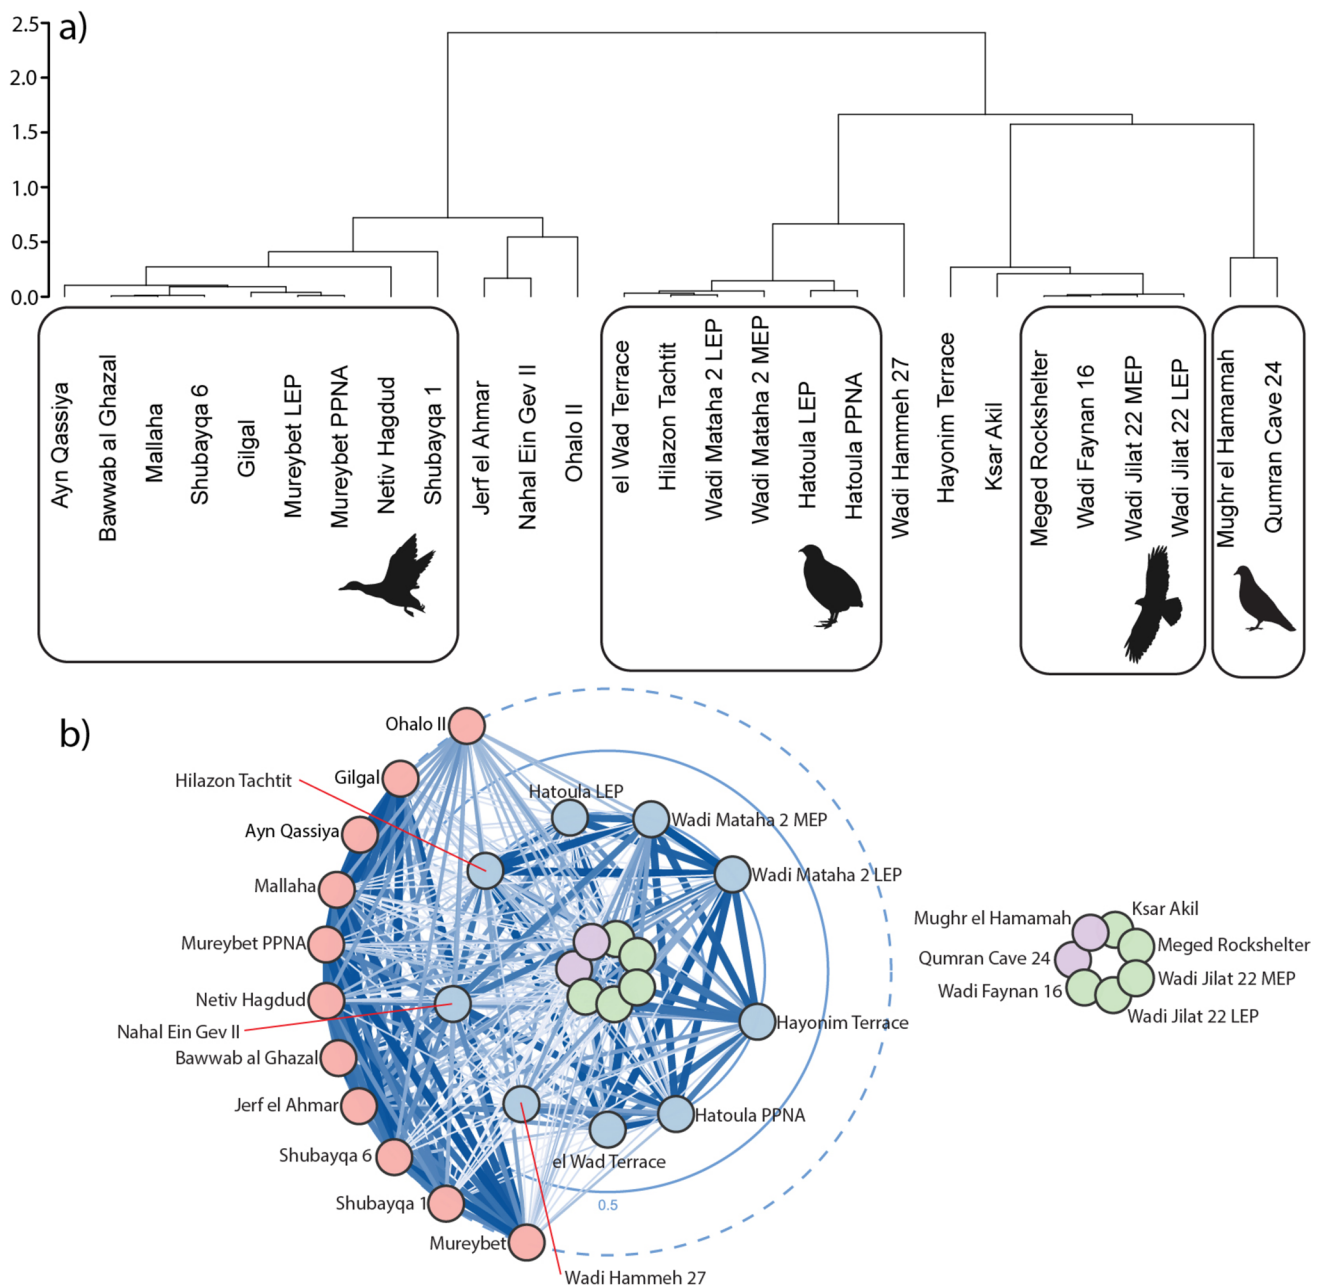 a)
2.5
2.0
1.5
1.0
0.5
0.0
Ayn Qassiya
Bawwab al Ghazal
Mallaha
Shubayqa 6
Gilgal
Mureybet LEP
Mureybet PPNA
Netiv Hagdud
Shubayqa 1
Jerf el Ahmar
Nahal Ein Gev II
Ohalo II
el Wad Terrace
Hilazon Tachtit
Wadi Mataha 2 LEP
Wadi Mataha 2 MEP
Hatoula LEP
Hatoula PPNA
Wadi Hammeh 27
Hayonim Terrace
Ksar Akil
Meged Rockshelter
Wadi Faynan 16
Wadi Jilat 22 MEP
Wadi Jilat 22 LEP
Mughr el Hamamah
Qumran Cave 24
b)
Ohalo II
Gilgal
Hilazon Tachtit
Hatoula LEP
Wadi Mataha 2 MEP
Ayn Qassiya
Wadi Mataha 2 LEP
Mallaha
Mureybet PPNA
Netiv Hagdud
Nahal Ein Gev II
Hayonim Terrace
Bawwab al Ghazal
Jerf el Ahmar
Hatoula PPNA
Shubayqa 6
el Wad Terrace
Shubayqa 1
0.5
Mureybet
Wadi Hammeh 27
Mughr el Hamamah
Ksar Akil
Qumran Cave 24
Meged Rockshelter
Wadi Faynan 16
Wadi Jilat 22 MEP
Wadi Jilat 22 LEP